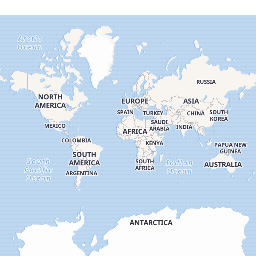 Arctic
Ocean
RUSSIA
NORTH
AMERICA
EUROPE
ASIA
SPAIN
TURKEY
CHINA
SOUTH
KOREA
MEXICO
SAUDI
ARABIA
INDIA
AFRICA
COLOMBIA
KENYA
PAPUA NEW
GUINEA
SOUTH
AMERICA
South
Pacific
Ocean
SOUTH
AFRICA
Indian
Ocean
AUSTRALIA
ARGENTINA
ANTARCTICA